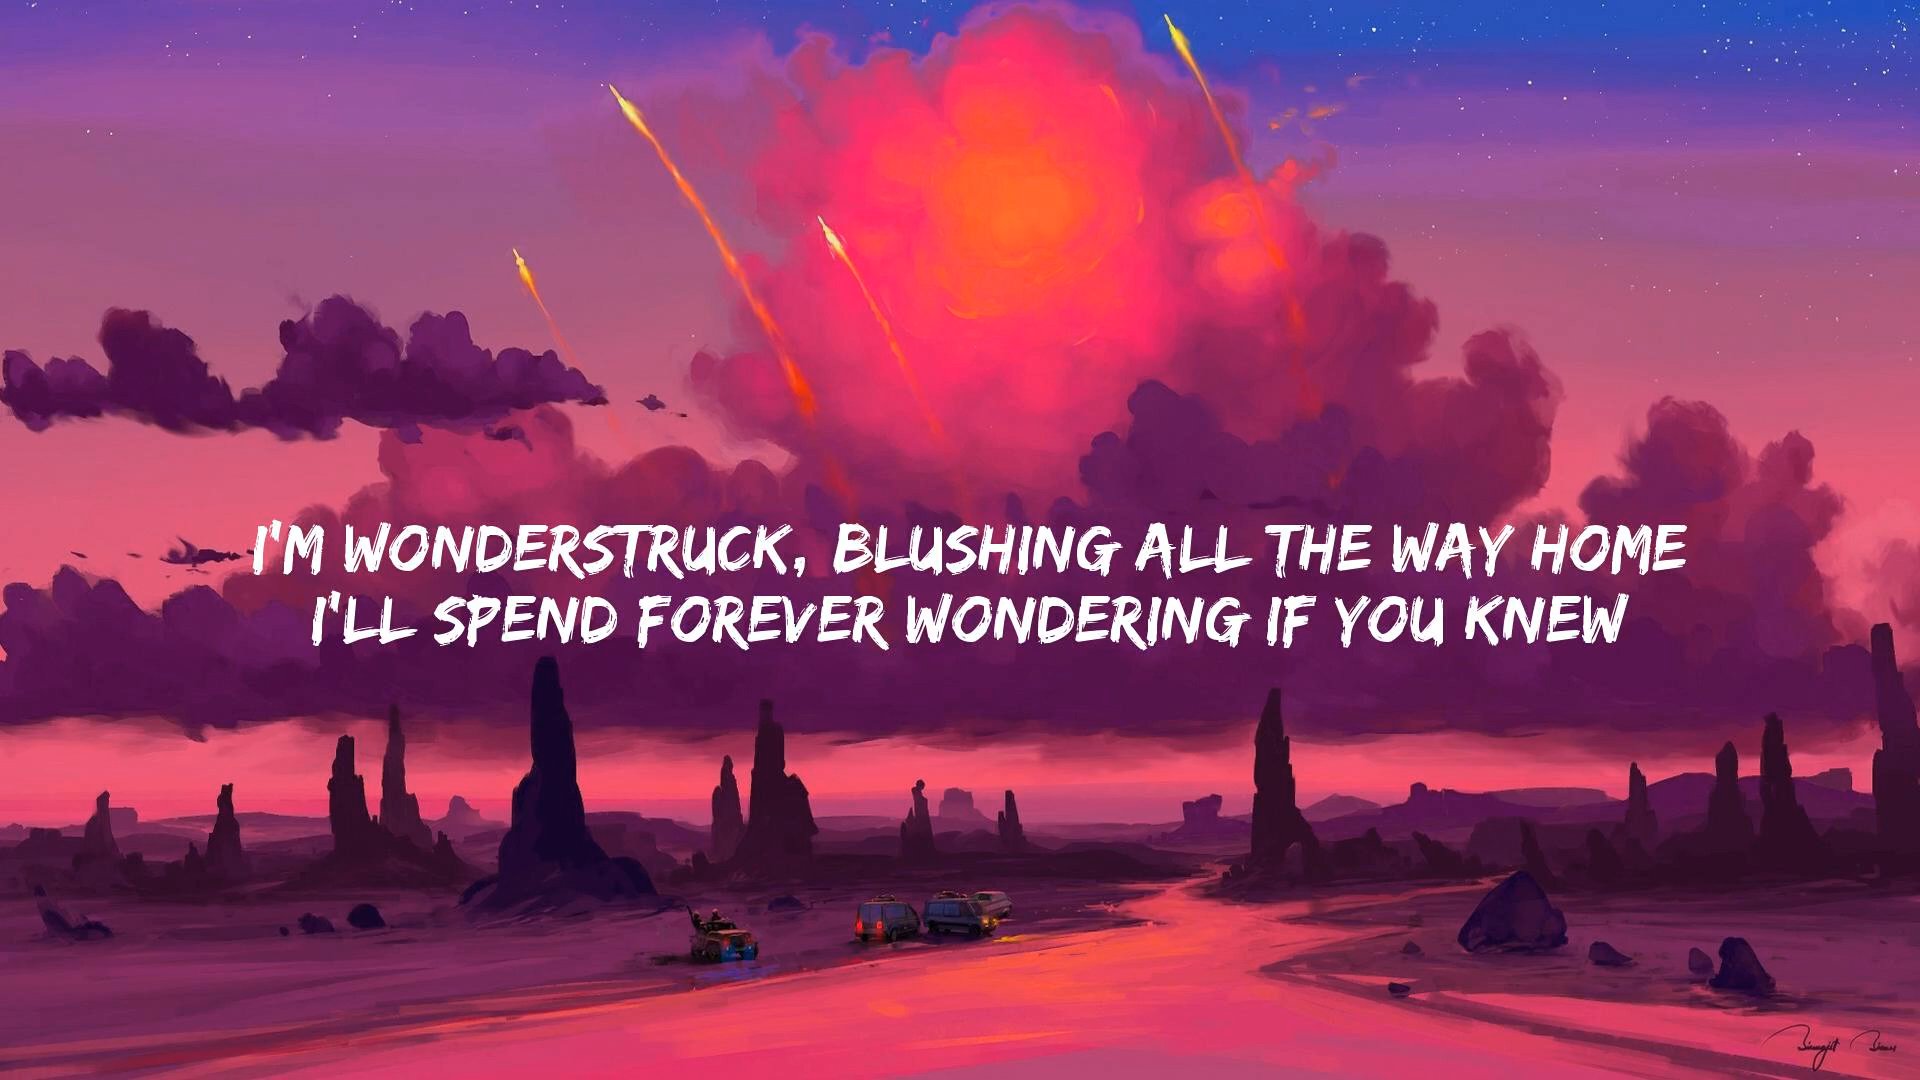 I'M WONDERSTRUCK, BLUSHING ALL THE WAY HOME
I'LL SPEND FOREVER WONDERING IF YOU KNEW